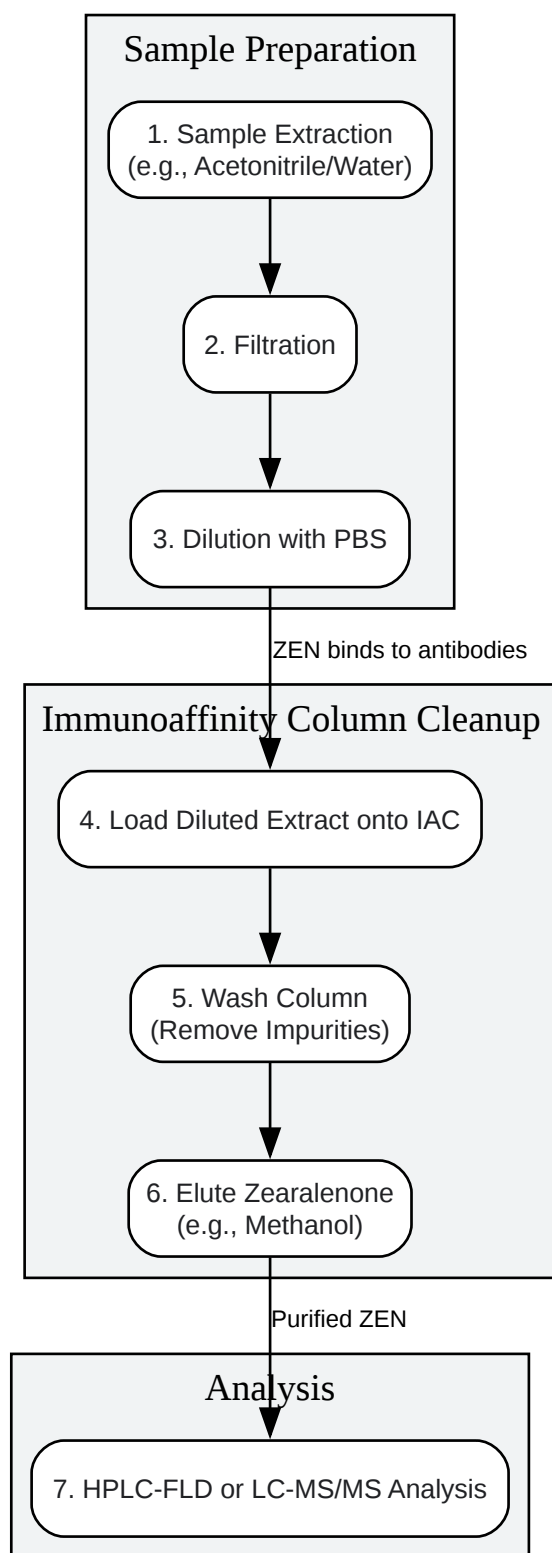 Sample Preparation
1. Sample Extraction
(e.g., Acetonitrile/Water)
2. Filtration
3. Dilution with PBS
ZEN binds to antibodies
Immunoaffinity Column Cleanup
4. Load Diluted Extract onto IAC
5. Wash Column
(Remove Impurities)
6. Elute Zearalenone
(e.g., Methanol)
Purified ZEN
Analysis
7. HPLC-FLD or LC-MS/MS Analysis